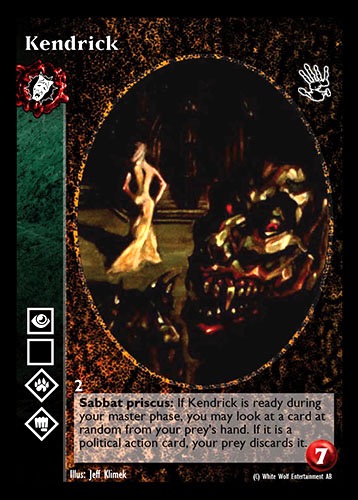 Kendrick
2
Sabbat priscus: If Kendrick is ready during
your master phase, you may look at a card at
random from your prey's hand. If it is a
political action card, your prey discards it.
7
Illus: Jeff Klimek
(C) White Wolf Entertainment AB